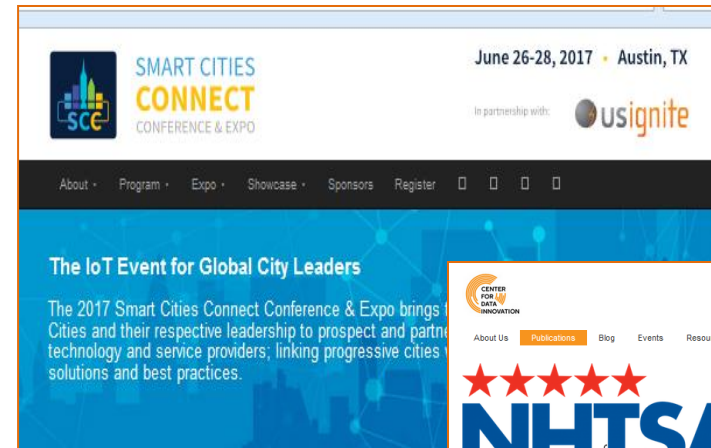 SCC
SMART CITIES
CONNECT
CONFERENCE & EXPO
June 26-28, 2017 • Austin, TX
In partnership with:
usignite
About Program Expo Showcase Sponsors Register
The IoT Event for Global City Leaders
The 2017 Smart Cities Connect Conference & Expo brings
Cities and their respective leadership to prospect and
technology and service providers; linking progressive cities
solutions and best practices.
CENTER
FOR
DATA
INNOVATION
About Us Publications Blog Events
NHTSA